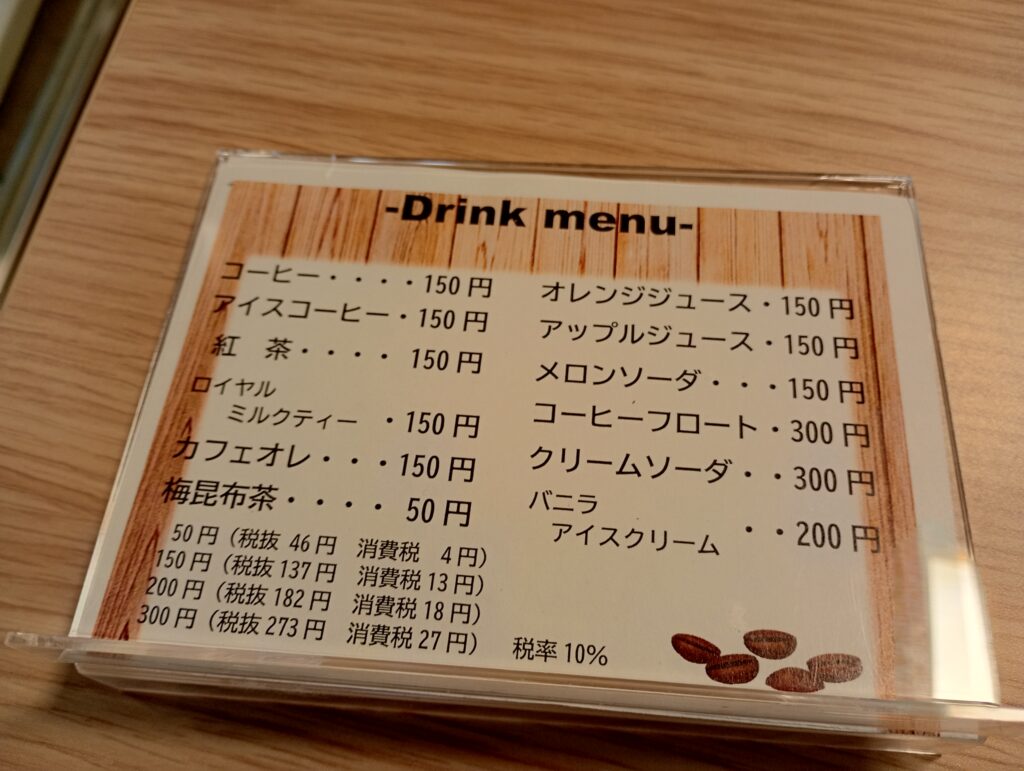 -Drink menu-
コーヒー・・・・150円
アイスコーヒー・150円
紅　茶・・・・150円
ロイヤル
ミルクティー・150円
カフェオレ・・・150円
梅昆布茶・・・・50円
オレンジジュース・150円
アップルジュース・150円
メロンソーダ・・・150円
コーヒーフロート・300円
クリームソーダ・・300円
バニラ
アイスクリーム・・200円
50円（税抜 46円　消費税　4円）
150円（税抜 137円　消費税 13円）
200円（税抜 182円　消費税 18円）
300円（税抜 273円　消費税 27円）　税率 10%